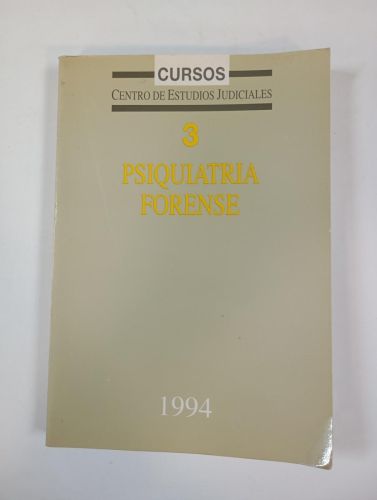 CURSOS
CENTRO DE ESTUDIOS JUDICIALES
3
PSIQUIATRIA
FORENSE
1994